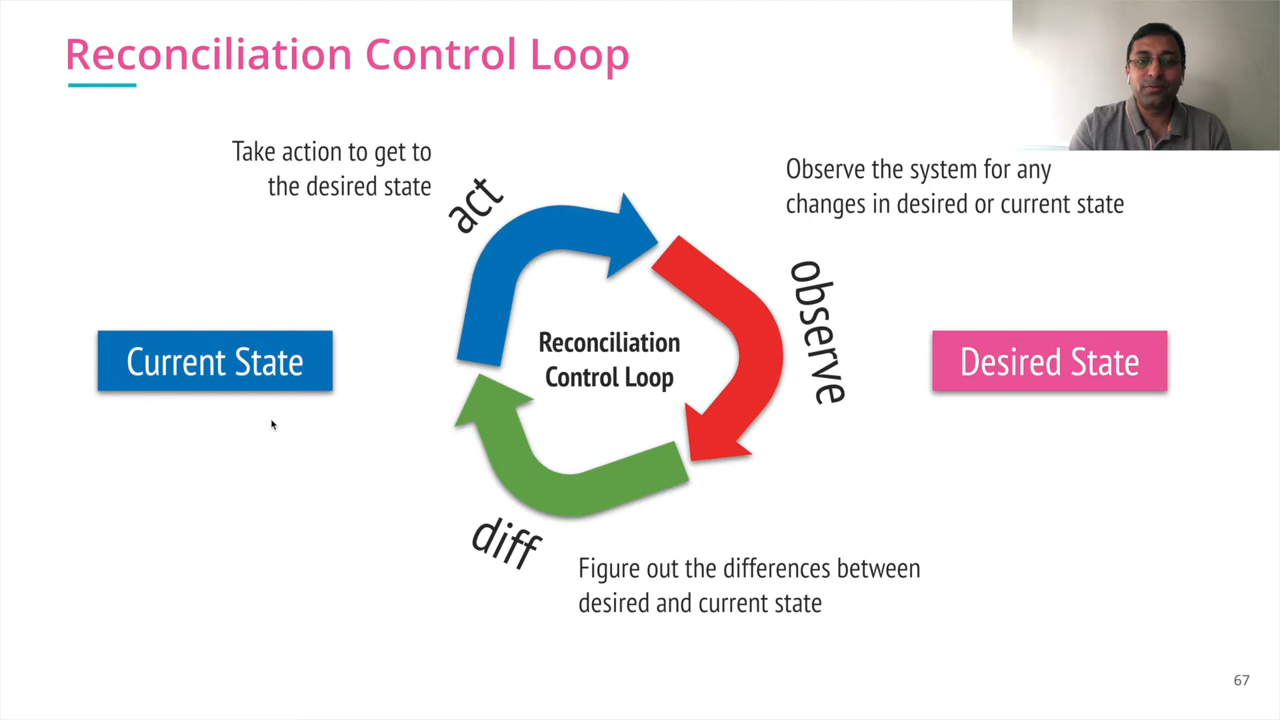 Reconciliation Control Loop
Take action to get to
the desired state
act
Observe the system for any
changes in desired or current state
observe
Current State
Reconciliation
Control Loop
Desired State
diff
Figure out the differences between
desired and current state
67